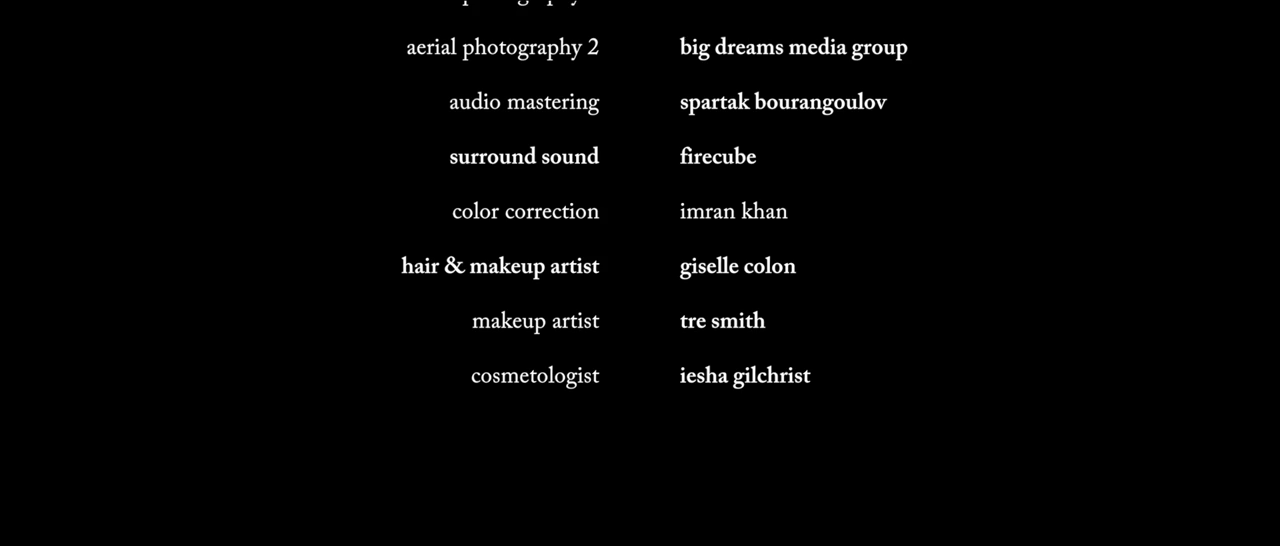 aerial photography 2 big dreams media group
audio mastering spartak bourangoulov
surround sound firecube
color correction imran khan
hair & makeup artist giselle colon
makeup artist tre smith
cosmetologist iesha gilchrist